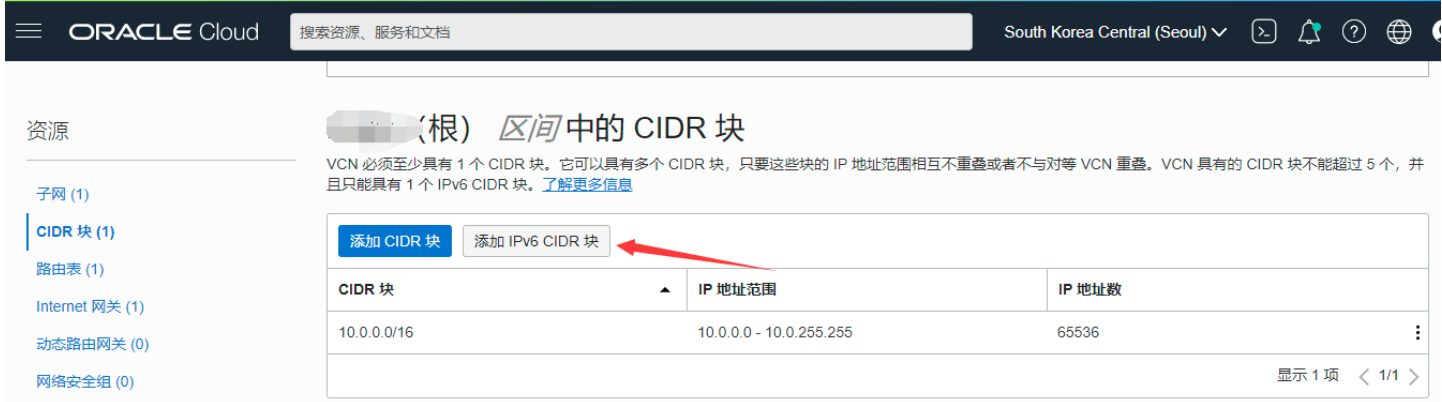 ORACLE Cloud
搜索资源、服务和文档
South Korea Central (Seoul)
资源
子网 (1)
CIDR 块 (1)
路由表 (1)
Internet 网关 (1)
动态路由网关 (0)
网络安全组 (0)
(根) 区间 中的 CIDR 块
VCN 必须至少具有 1 个 CIDR 块。它可以具有多个 CIDR 块，只要这些块的 IP 地址范围相互不重叠或者不与对等 VCN 重叠。VCN 具有的 CIDR 块不能超过 5 个，并
且只能具有 1 个 IPv6 CIDR 块。了解更多信息
添加 CIDR 块 添加 IPv6 CIDR 块
CIDR 块 IP 地址范围 IP 地址数
10.0.0.0/16 10.0.0.0 - 10.0.255.255 65536
显示 1 项 1/1